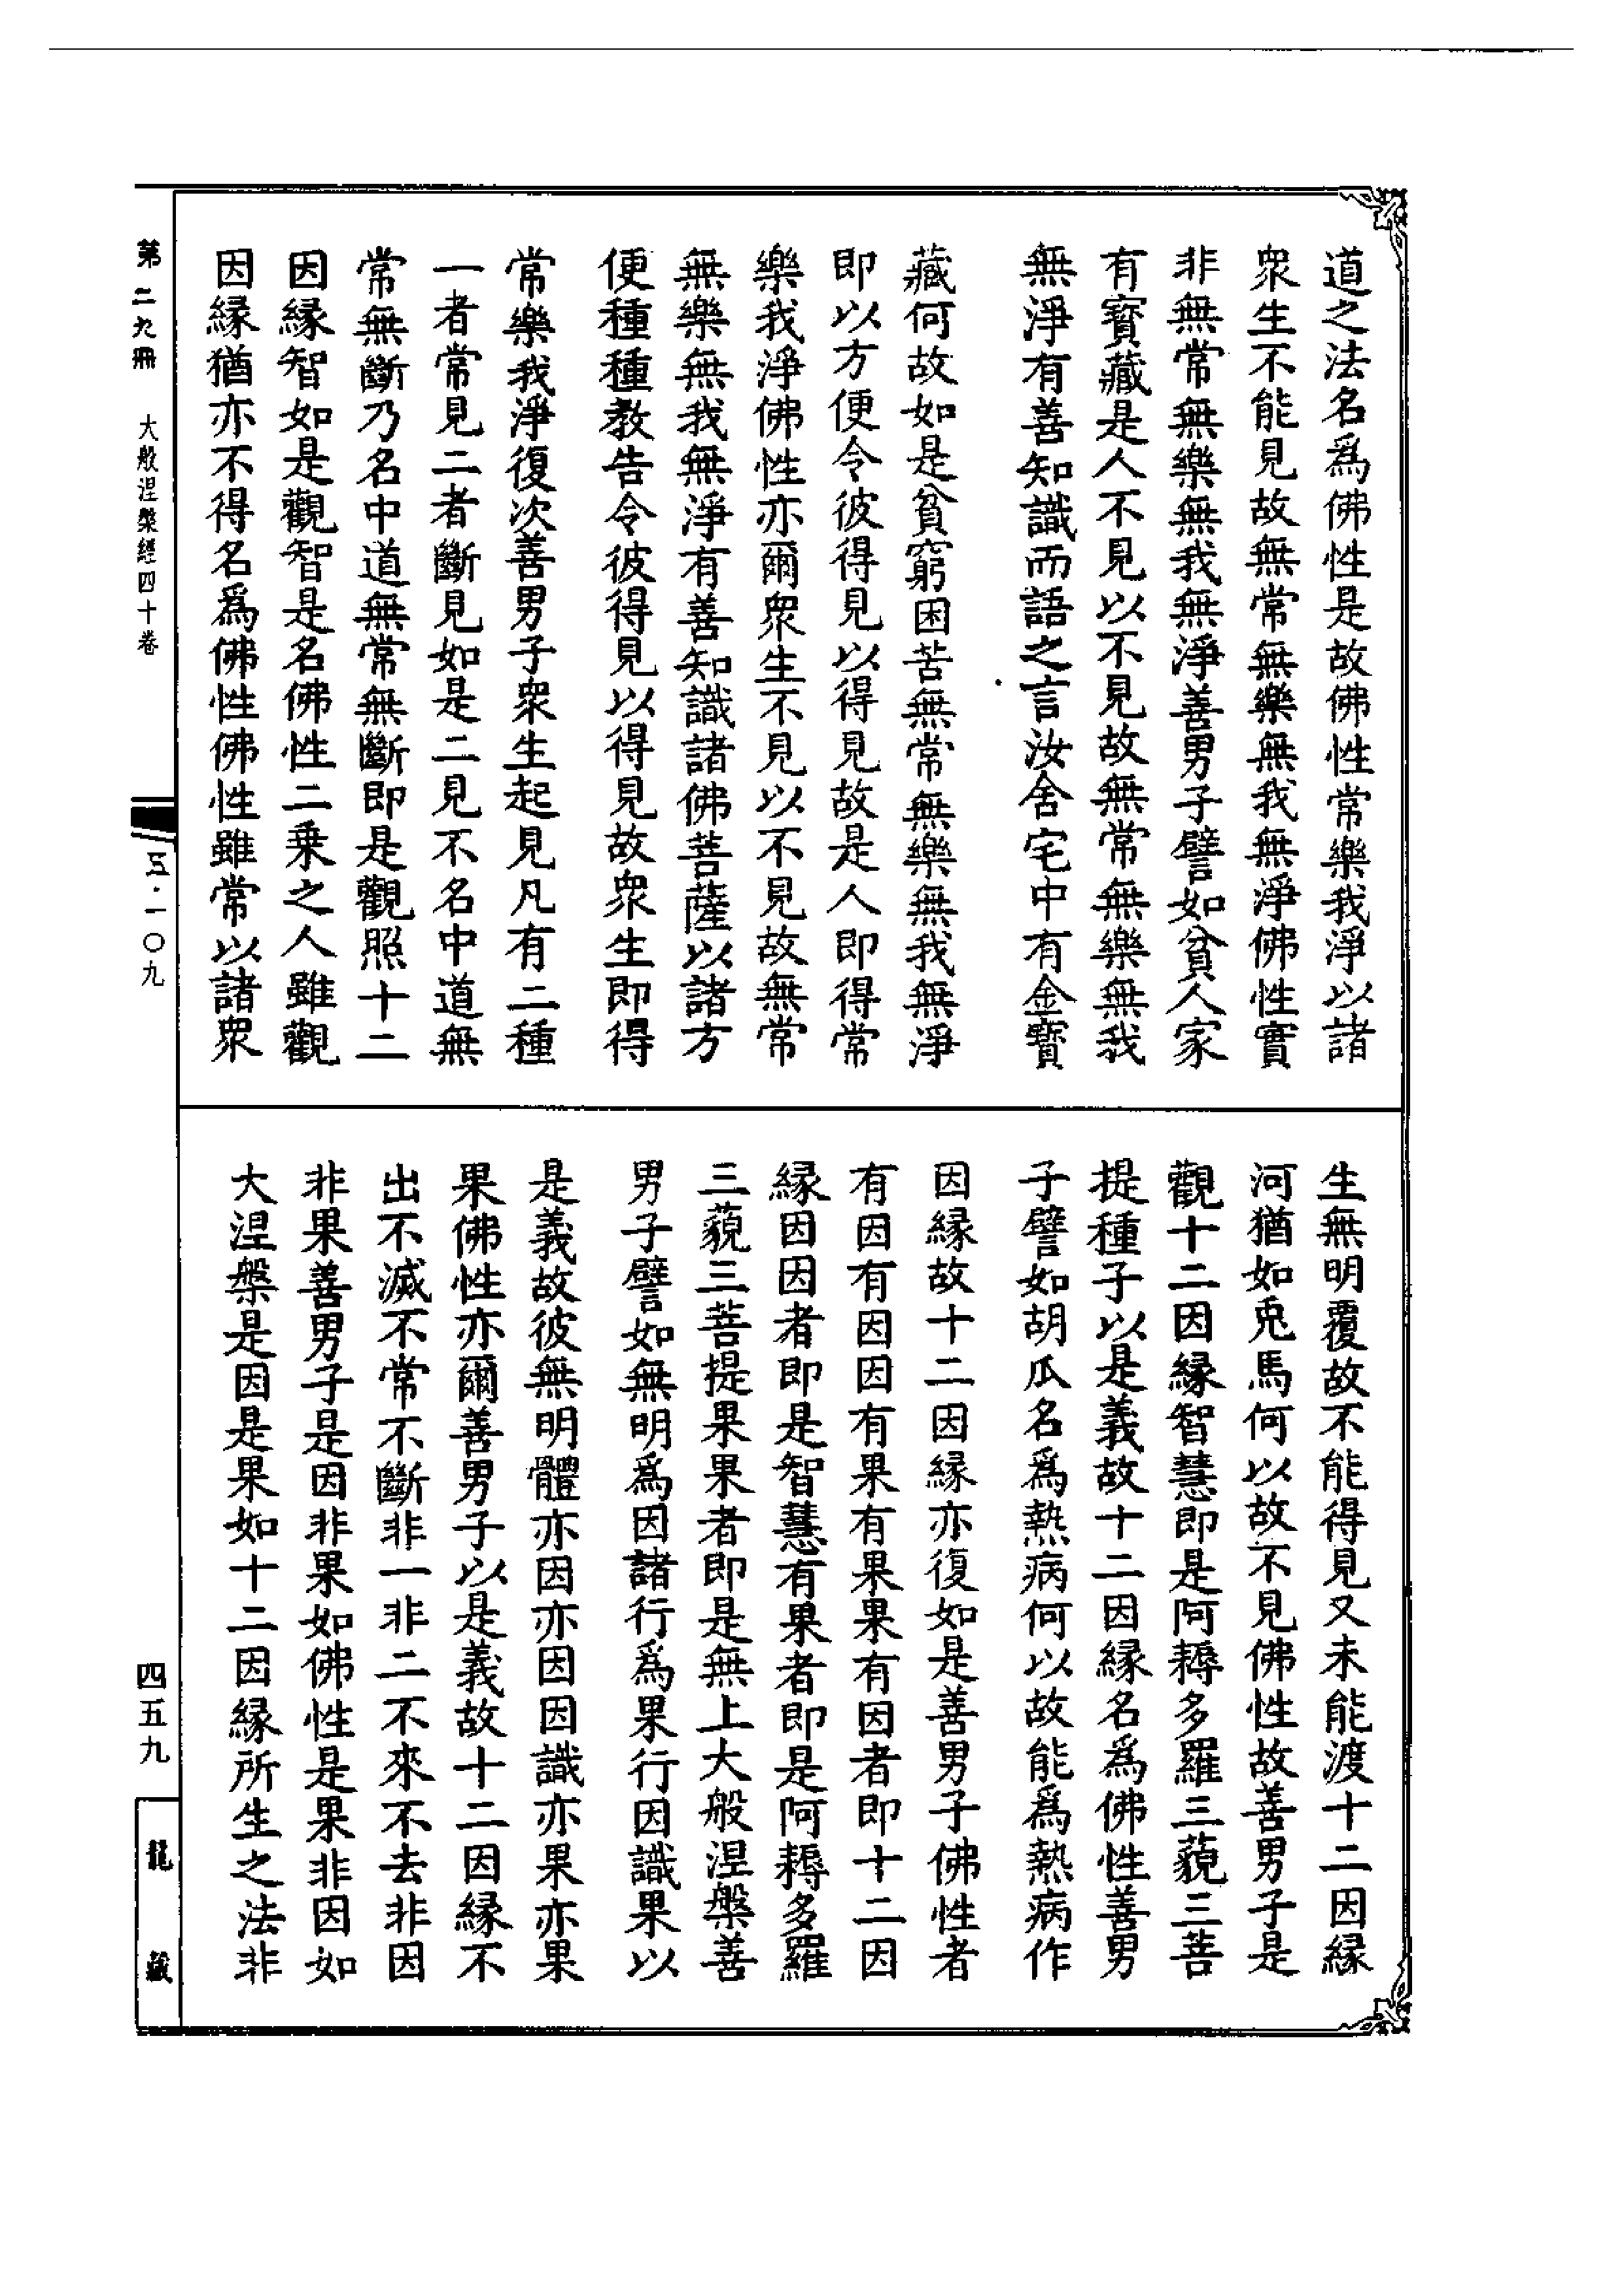 道之法名爲佛性是故佛性常樂我淨以諸
衆生不能見故無常無樂無我無淨佛性實
非無常無樂無我無淨善男子譬如貧人家
有寶藏是人不見以不見故無常無樂無我
無淨有善知識而語之言汝舍宅中有金寶
藏何故如是貧窮困苦無常無樂無我無淨
即以方便令彼得見以得見故是人即得常
樂我淨佛性亦爾衆生不見以不見故無常
無樂無我無淨有善知識諸佛菩薩以諸方
便種種教告令彼得見以得見故衆生即得
常樂我淨復次善男子衆生起見凡有二種
一者常見二者斷見如是二見不名中道無
常無斷乃名中道無常無斷即是觀照十二
因緣智如是觀智是名佛性二乗之人雖觀
因緣猶亦不得名爲佛性佛性雖常以諸衆
生無明覆故不能得見又未能渡十二因緣
河猶如兎馬何以故不見佛性故善男子是
觀十二因緣智慧即是阿耨多羅三藐三菩
提種子以是義故十二因緣名爲佛性善男
子譬如胡瓜名爲熱病何以故能爲熱病作
因緣故十二因緣亦復如是善男子佛性者
有因有因因有果有果果有因者即十二因
緣因因者即是智慧有果者即是阿耨多羅
三藐三菩提果果者即是無上大般涅槃善
男子譬如無明爲因諸行爲果行因識果以
是義故彼無明體亦因亦因因識亦果亦果
果佛性亦爾善男子以是義故十二因緣不
出不滅不常不斷非一非二不來不去非因
非果善男子是因非果如佛性是果非因如
大涅槃是因是果如十二因緣所生之法非
第二九冊　大般涅槃經四十卷
五·一〇九
四五九
龍藏